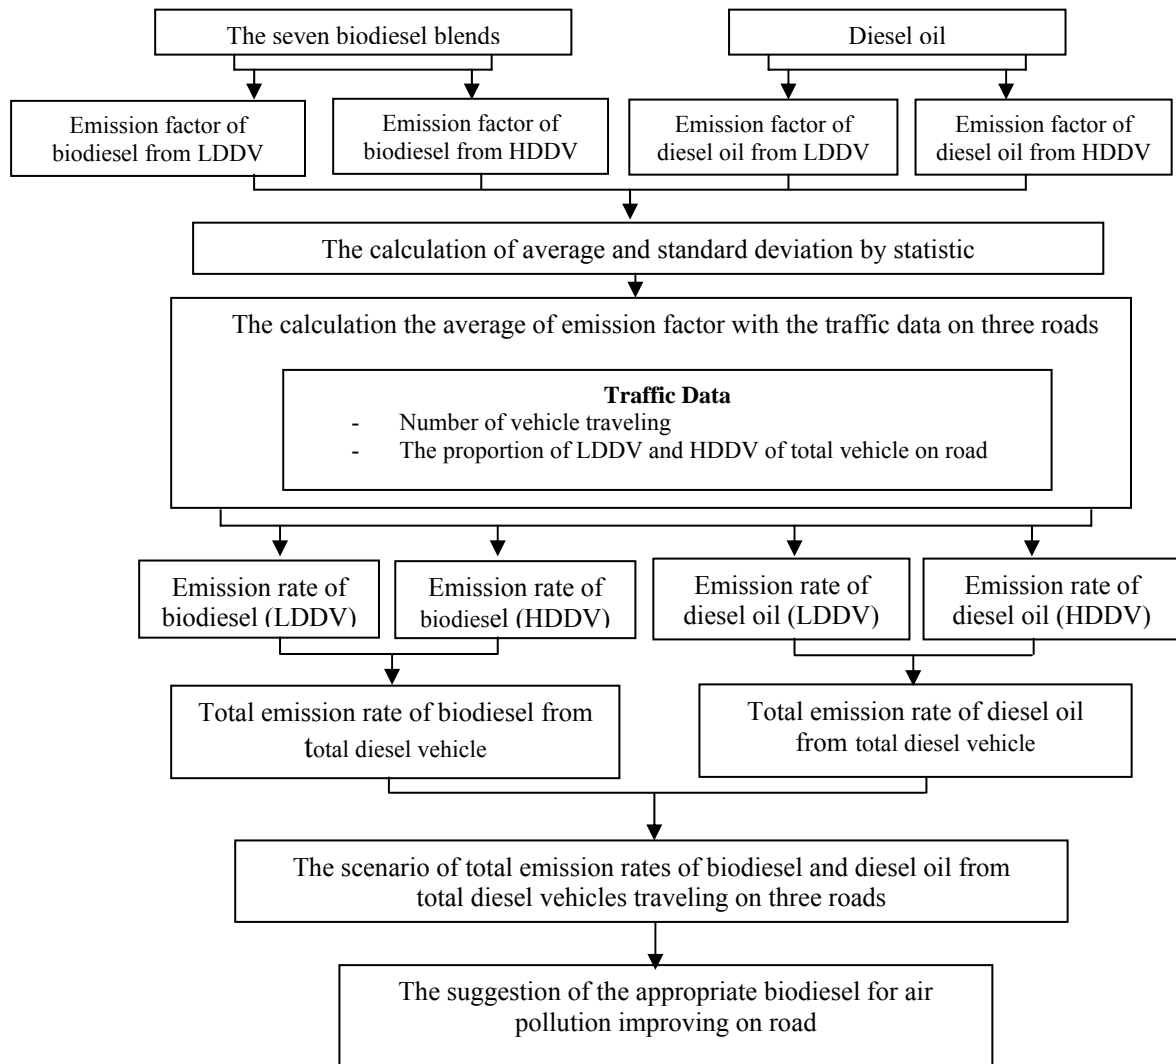 The seven biodiesel blends
Diesel oil
Emission factor of
biodiesel from LDDV
Emission factor of
biodiesel from HDDV
Emission factor of
diesel oil from LDDV
Emission factor of
diesel oil from HDDV
The calculation of average and standard deviation by statistic
The calculation the average of emission factor with the traffic data on three roads
Traffic Data
- Number of vehicle traveling
- The proportion of LDDV and HDDV of total vehicle on road
Emission rate of
biodiesel (LDDV)
Emission rate of
biodiesel (HDDV)
Emission rate of
diesel oil (LDDV)
Emission rate of
diesel oil (HDDV)
Total emission rate of biodiesel from
total diesel vehicle
Total emission rate of diesel oil
from total diesel vehicle
The scenario of total emission rates of biodiesel and diesel oil from
total diesel vehicles traveling on three roads
The suggestion of the appropriate biodiesel for air
pollution improving on road